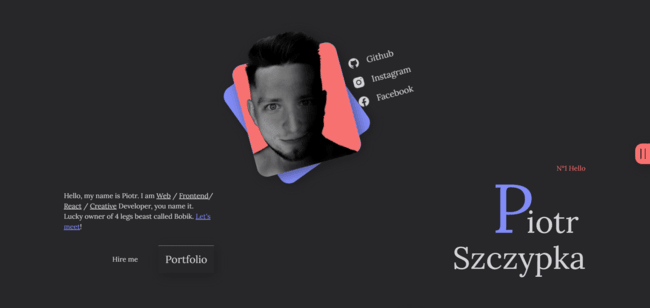 Github
Instagram
Facebook
N°1 Hello
Piotr
Szczypka
Hello, my name is Piotr. I am Web / Frontend/
React / Creative Developer, you name it.
Lucky owner of 4 legs beast called Bobik. Let's
meet!
Hire me
Portfolio